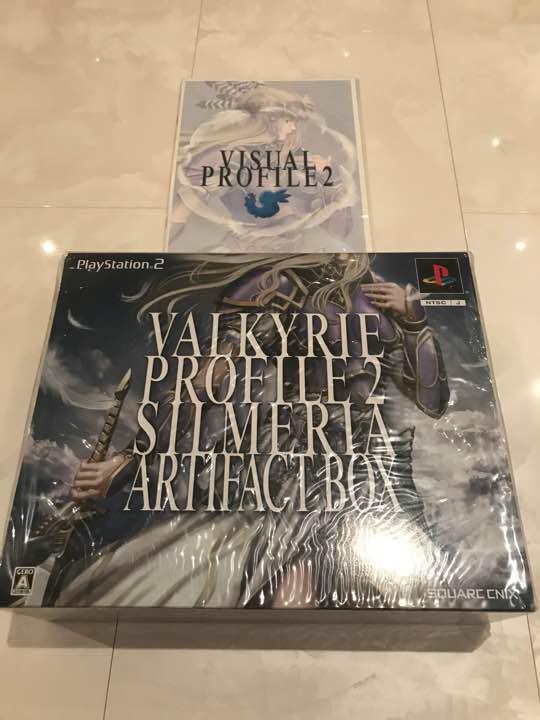 VISUAL
PROFILE 2
PlayStation 2
NTSC J
VALKYRIE
PROFILE 2
SILMERIA
ARTIFACT BOX
CERO
A
SQUARE ENIX